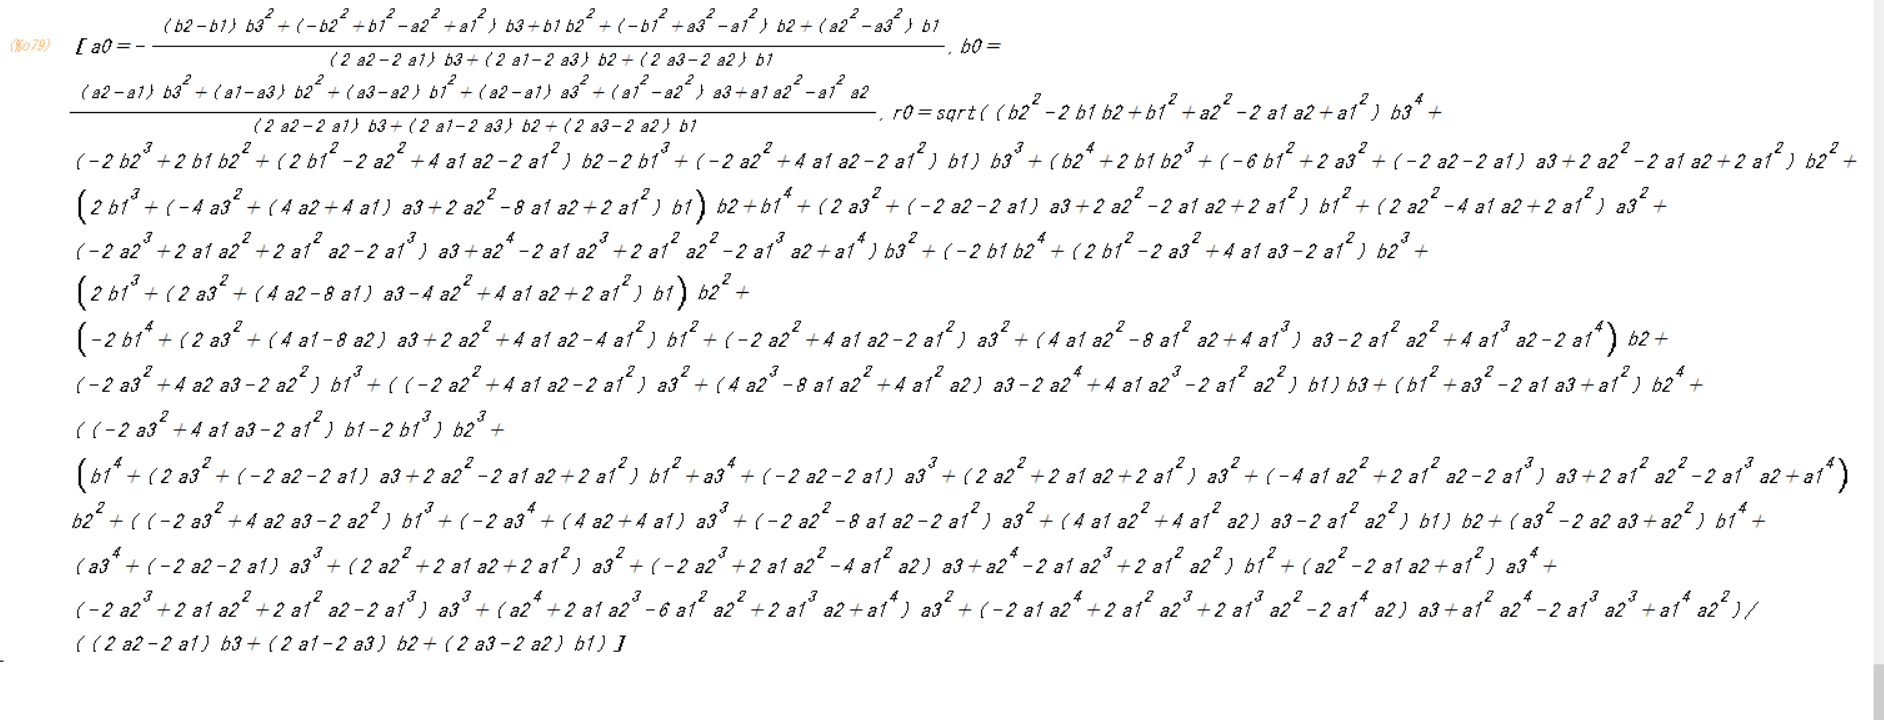 (%o79) [a0=-((b2-b1) b3^2+(-b2^2+b1^2-a2^2+a1^2) b3+b1 b2^2+(-b1^2+a3^2-a1^2) b2+(a2^2-a3^2) b1)/((2 a2-2 a1) b3+(2 a1-2 a3) b2+(2 a3-2 a2) b1), b0=
((a2-a1) b3^2+(a1-a3) b2^2+(a3-a2) b1^2+(a2-a1) a3^2+(a1^2-a2^2) a3+a1 a2^2-a1^2 a2)/((2 a2-2 a1) b3+(2 a1-2 a3) b2+(2 a3-2 a2) b1), r0=sqrt((b2^2-2 b1 b2+b1^2+a2^2-2 a1 a2+a1^2) b3^4+
(-2 b2^3+2 b1 b2^2+(2 b1^2-2 a2^2+4 a1 a2-2 a1^2) b2-2 b1^3+(-2 a2^2+4 a1 a2-2 a1^2) b1) b3^3+(b2^4+2 b1 b2^3+(-6 b1^2+2 a3^2+(-2 a2-2 a1) a3+2 a2^2-2 a1 a2+2 a1^2) b2^2+
(2 b1^3+(-4 a3^2+(4 a2+4 a1) a3+2 a2^2-8 a1 a2+2 a1^2) b1) b2+b1^4+(2 a3^2+(-2 a2-2 a1) a3+2 a2^2-2 a1 a2+2 a1^2) b1^2+(2 a2^2-4 a1 a2+2 a1^2) a3^2+
(-2 a2^3+2 a1 a2^2+2 a1^2 a2-2 a1^3) a3+a2^4-2 a1 a2^3+2 a1^2 a2^2-2 a1^3 a2+a1^4) b3^2+(-2 b1 b2^4+(2 b1^2-2 a3^2+4 a1 a3-2 a1^2) b2^3+
(2 b1^3+(2 a3^2+(4 a2-8 a1) a3-4 a2^2+4 a1 a2+2 a1^2) b1) b2^2+
(-2 b1^4+(2 a3^2+(4 a1-8 a2) a3+2 a2^2+4 a1 a2-4 a1^2) b1^2+(-2 a2^2+4 a1 a2-2 a1^2) a3^2+(4 a1 a2^2-8 a1^2 a2+4 a1^3) a3-2 a1^2 a2^2+4 a1^3 a2-2 a1^4) b2+
(-2 a3^2+4 a2 a3-2 a2^2) b1^3+((-2 a2^2+4 a1 a2-2 a1^2) a3^2+(4 a2^3-8 a1 a2^2+4 a1^2 a2) a3-2 a2^4+4 a1 a2^3-2 a1^2 a2^2) b1) b3+(b1^2+a3^2-2 a1 a3+a1^2) b2^4+
((-2 a3^2+4 a1 a3-2 a1^2) b1-2 b1^3) b2^3+
(b1^4+(2 a3^2+(-2 a2-2 a1) a3+2 a2^2-2 a1 a2+2 a1^2) b1^2+a3^4+(-2 a2-2 a1) a3^3+(2 a2^2+2 a1 a2+2 a1^2) a3^2+(-4 a1 a2^2+2 a1^2 a2-2 a1^3) a3+2 a1^2 a2^2-2 a1^3 a2+a1^4)
b2^2+((-2 a3^2+4 a2 a3-2 a2^2) b1^3+(-2 a3^4+(4 a2+4 a1) a3^3+(-2 a2^2-8 a1 a2-2 a1^2) a3^2+(4 a1 a2^2+4 a1^2 a2) a3-2 a1^2 a2^2) b1) b2+(a3^2-2 a2 a3+a2^2) b1^4+
(a3^4+(-2 a2-2 a1) a3^3+(2 a2^2+2 a1 a2+2 a1^2) a3^2+(-2 a2^3+2 a1 a2^2-4 a1^2 a2) a3+a2^4-2 a1 a2^3+2 a1^2 a2^2) b1^2+(a2^2-2 a1 a2+a1^2) a3^4+
(-2 a2^3+2 a1 a2^2+2 a1^2 a2-2 a1^3) a3^3+(a2^4+2 a1 a2^3-6 a1^2 a2^2+2 a1^3 a2+a1^4) a3^2+(-2 a1 a2^4+2 a1^2 a2^3+2 a1^3 a2^2-2 a1^4 a2) a3+a1^2 a2^4-2 a1^3 a2^3+a1^4 a2^2)/
((2 a2-2 a1) b3+(2 a1-2 a3) b2+(2 a3-2 a2) b1)]